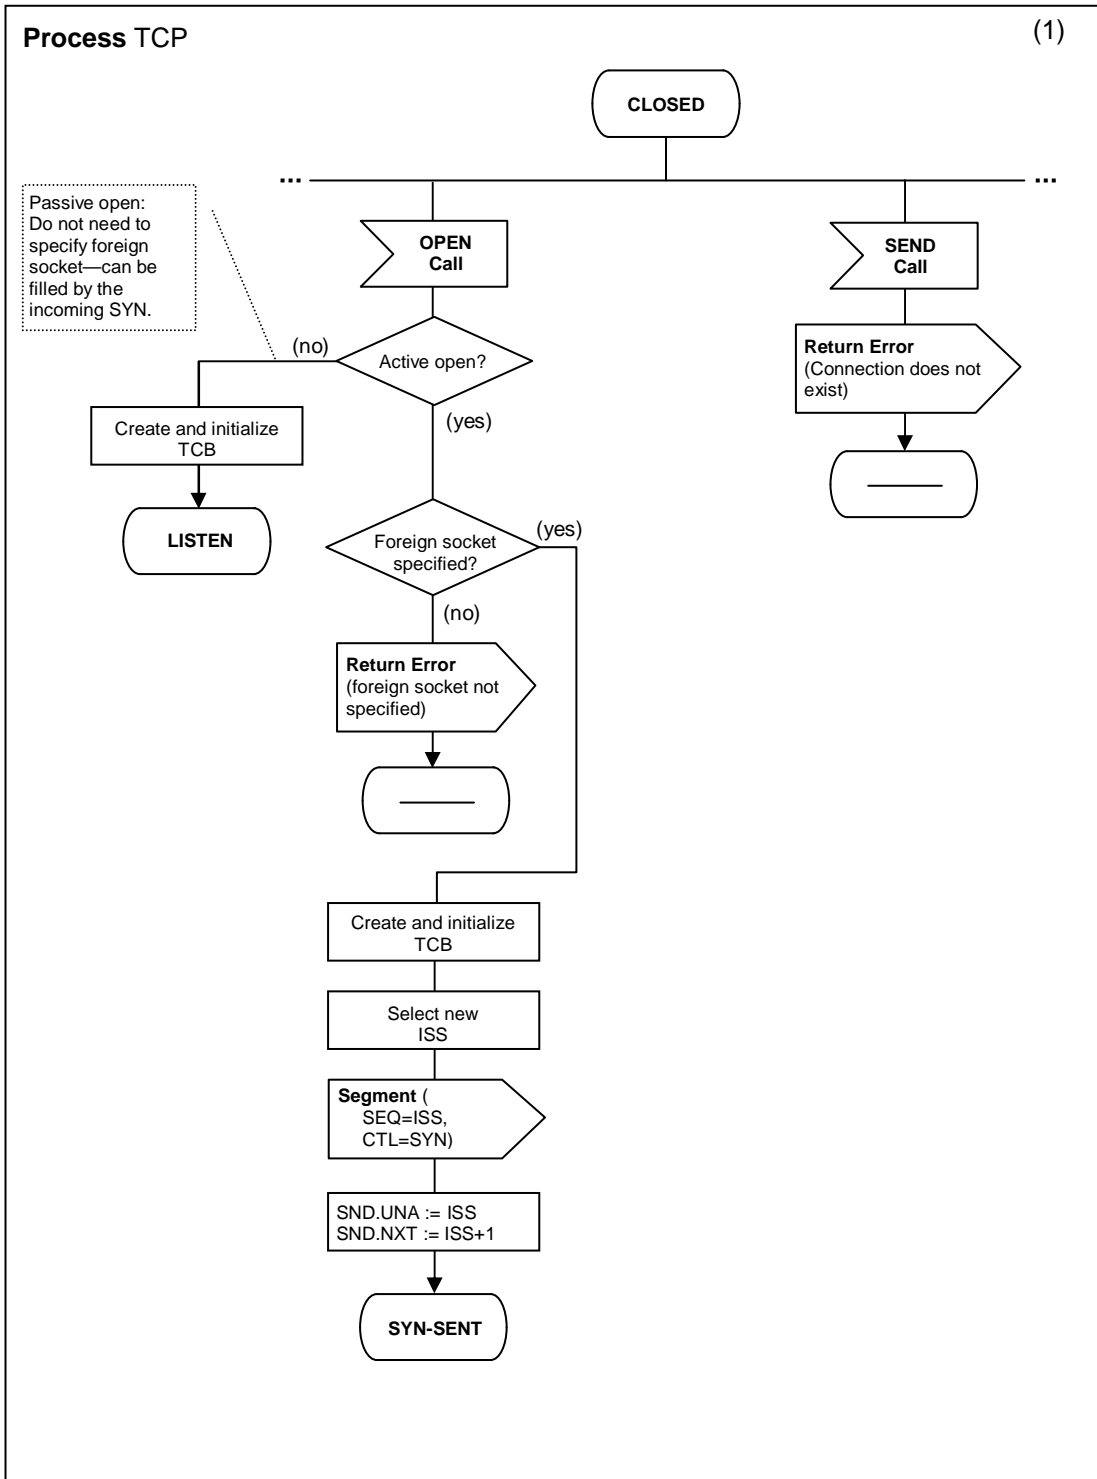 Process TCP
(1)
CLOSED
...
...
Passive open:
Do not need to
specify foreign
socket—can be
filled by the
incoming SYN.
OPEN
Call
SEND
Call
(no)
Active open?
(yes)
Return Error
(Connection does not
exist)
Create and initialize
TCB
LISTEN
Foreign socket
specified?
(yes)
(no)
Return Error
(foreign socket not
specified)
Create and initialize
TCB
Select new
ISS
Segment (
SEQ=ISS,
CTL=SYN)
SND.UNA := ISS
SND.NXT := ISS+1
SYN-SENT